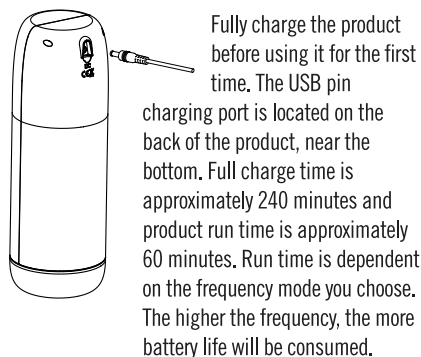 Fully charge the product
before using it for the first
time. The USB pin
charging port is located on the
back of the product, near the
bottom. Full charge time is
approximately 240 minutes and
product run time is approximately
60 minutes. Run time is dependent
on the frequency mode you choose.
The higher the frequency, the more
battery life will be consumed.